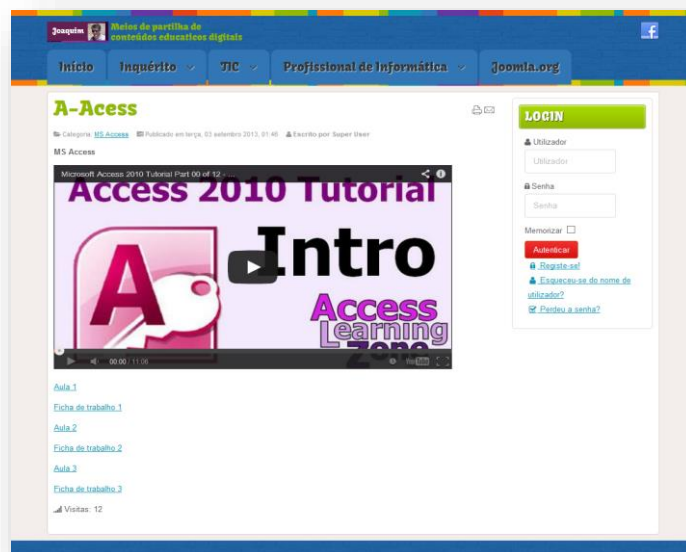 Joaquim
Meios de partilha de
conteúdos educaticos digitais
Início
Inquérito
TIC
Profissional de Informática
Joomla.org
A-Acess
Categoria: MS Access
Publicado em terça, 03 setembro 2013, 01:46
Escrito por Super User
MS Access
Microsoft Access 2010 Tutorial Part 00 of 12 - ...
Access 2010 Tutorial
Intro
Access
Learning
Zone
00:00 / 11:06
YouTube
Aula 1
Ficha de trabalho 1
Aula 2
Ficha de trabalho 2
Aula 3
Ficha de trabalho 3
Visitas: 12
LOGIN
Utilizador
Utilizador
Senha
Senha
Memorizar
Autenticar
Registe-se!
Esqueceu-se do nome de
utilizador?
Perdeu a senha?